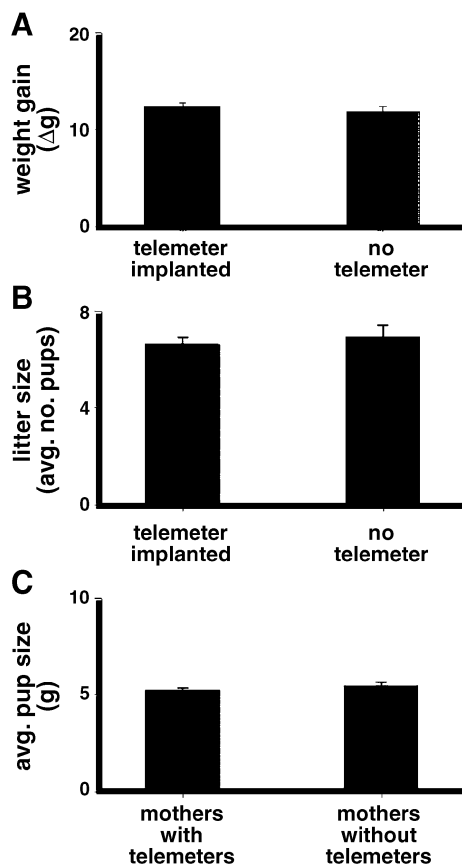 A
weight gain
(Δg)
20
10
0
telemeter
implanted
no
telemeter
B
litter size
(avg. no. pups)
8
4
0
telemeter
implanted
no
telemeter
C
avg. pup size
(g)
10
5
0
mothers
with
telemeters
mothers
without
telemeters